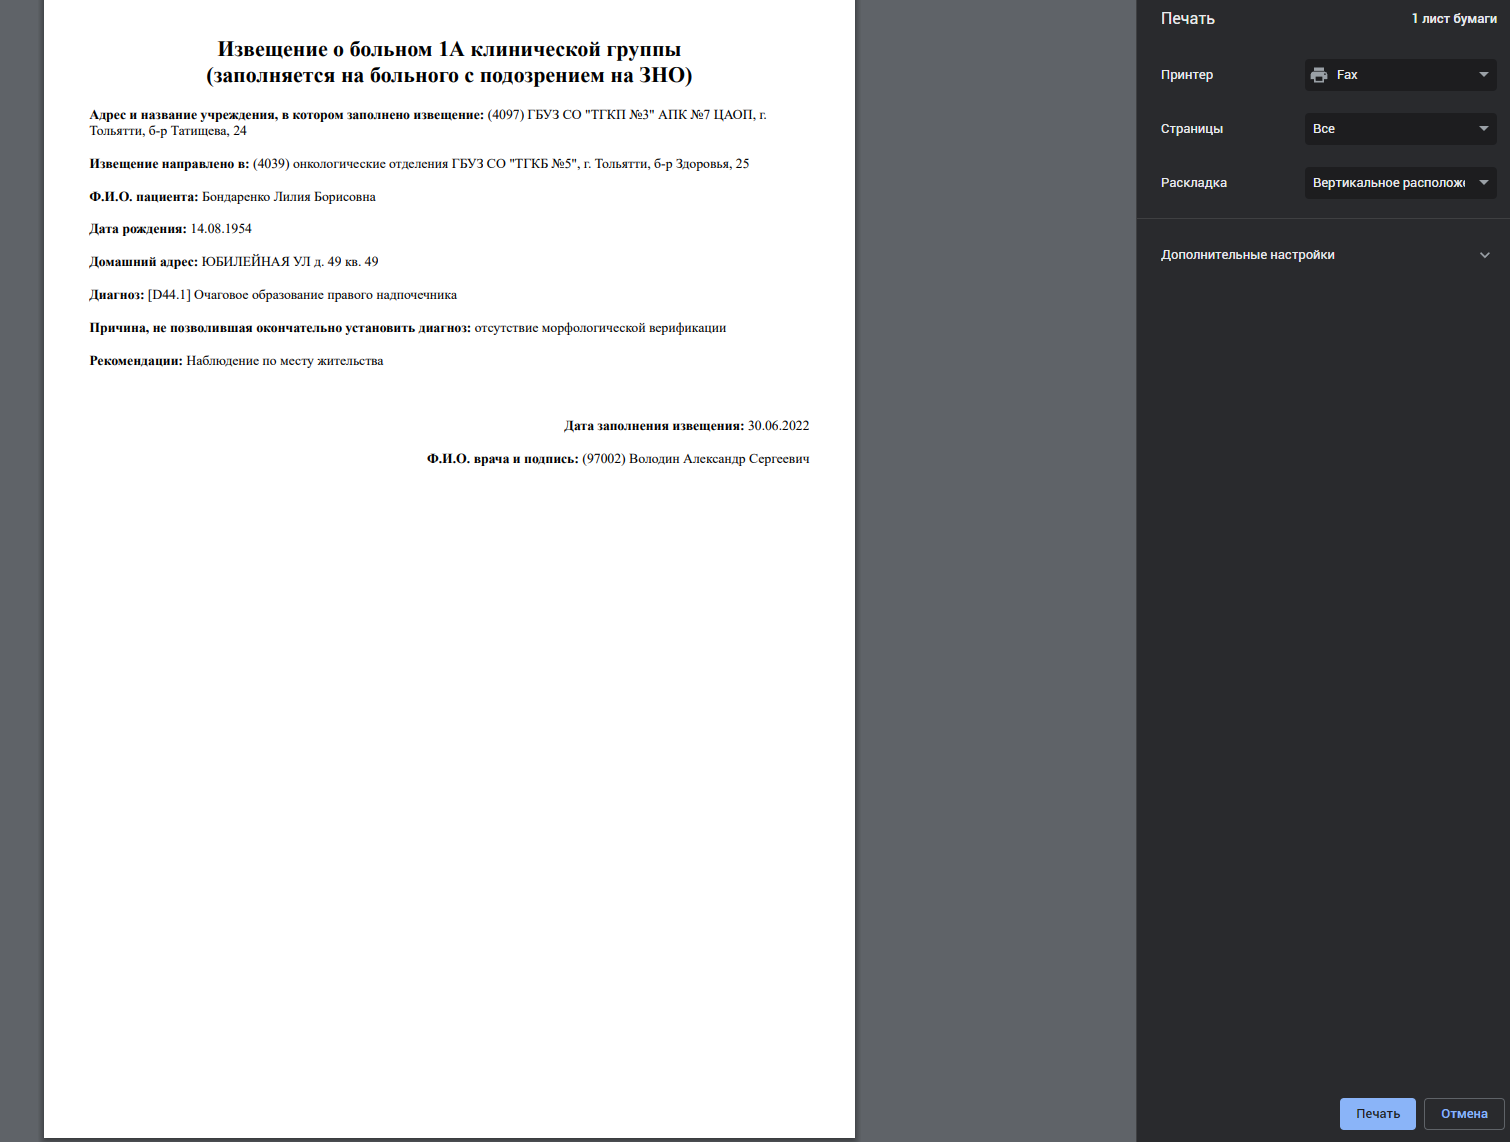 Извещение о больном 1А клинической группы
(заполняется на больного с подозрением на ЗНО)
Адрес и название учреждения, в котором заполнено извещение: (4097) ГБУЗ СО "ТГКП №3" АПК №7 ЦАОП, г.
Тольятти, б-р Татищева, 24
Извещение направлено в: (4039) онкологические отделения ГБУЗ СО "ТГКБ №5", г. Тольятти, б-р Здоровья, 25
Ф.И.О. пациента: Бондаренко Лилия Борисовна
Дата рождения: 14.08.1954
Домашний адрес: ЮБИЛЕЙНАЯ УЛ д. 49 кв. 49
Диагноз: [D44.1] Очаговое образование правого надпочечника
Причина, не позволившая окончательно установить диагноз: отсутствие морфологической верификации
Рекомендации: Наблюдение по месту жительства
Дата заполнения извещения: 30.06.2022
Ф.И.О. врача и подпись: (97002) Володин Александр Сергеевич
Печать
1 лист бумаги
Принтер
Fax
Страницы
Все
Раскладка
Вертикальное располож
Дополнительные настройки
Печать
Отмена